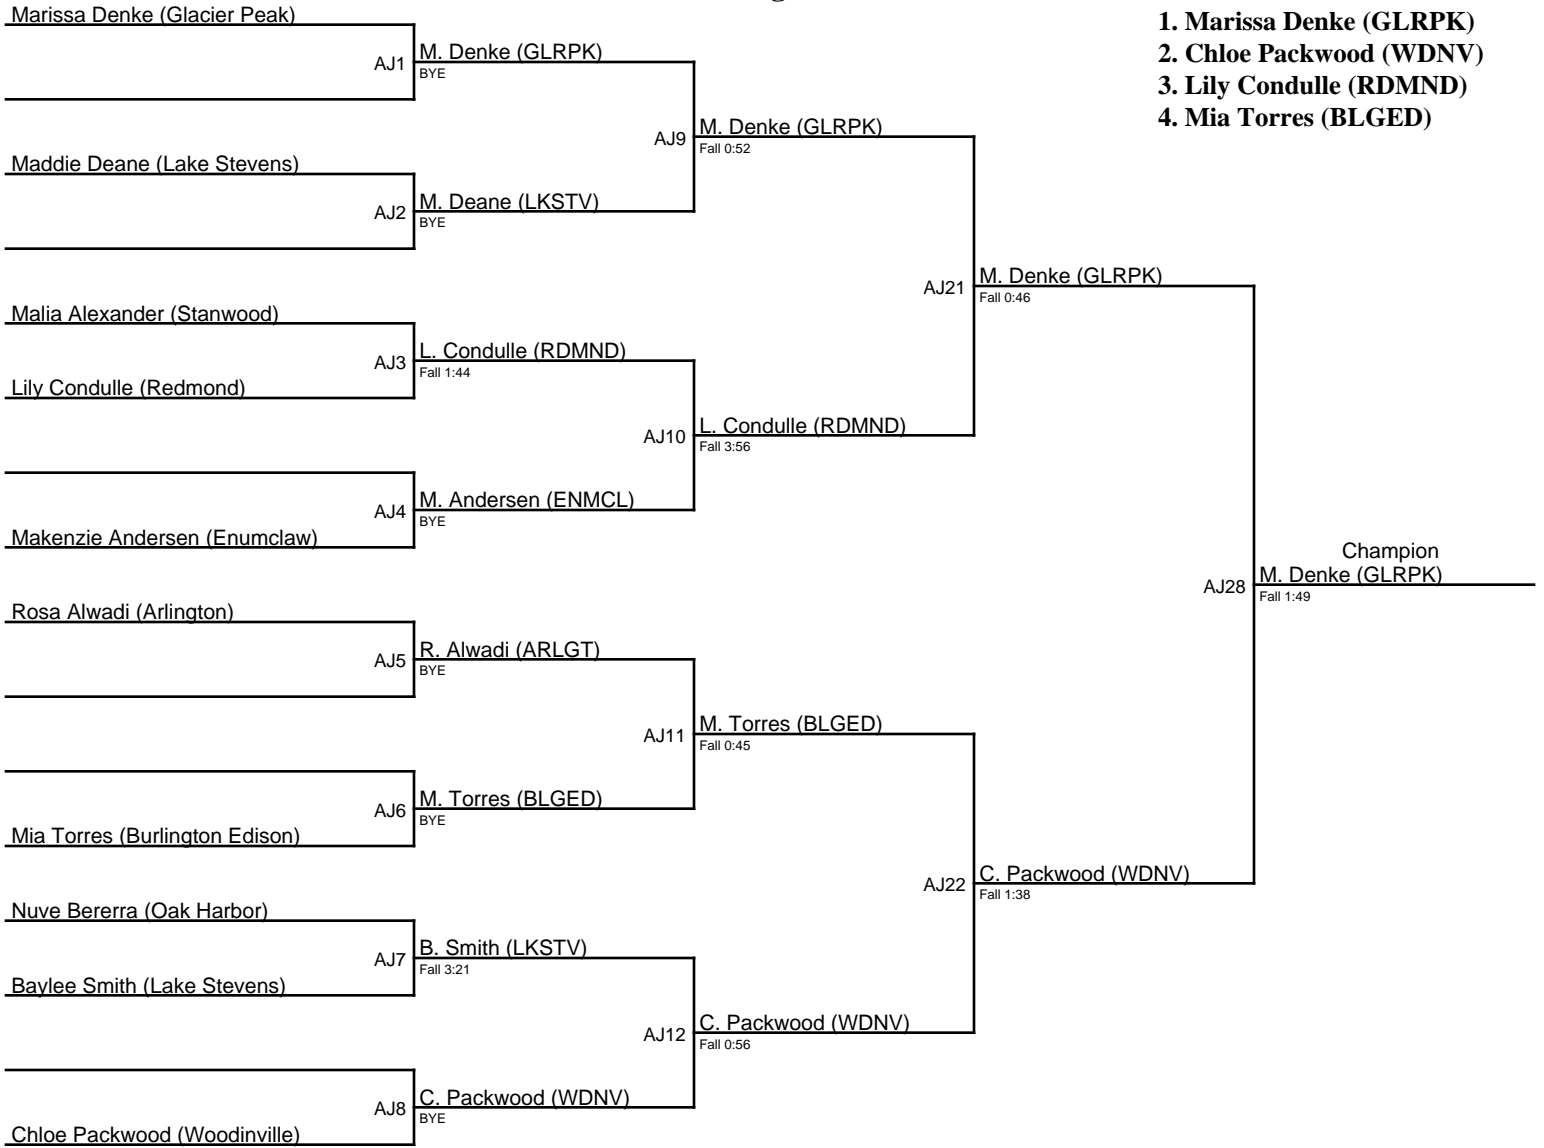 Marissa Denke (Glacier Peak)
1. Marissa Denke (GLRPK)
2. Chloe Packwood (WDNV)
3. Lily Condulle (RDMND)
4. Mia Torres (BLGED)
AJ1
M. Denke (GLRPK)
BYE
AJ9
M. Denke (GLRPK)
Fall 0:52
Maddie Deane (Lake Stevens)
AJ2
M. Deane (LKSTV)
BYE
AJ21
M. Denke (GLRPK)
Fall 0:46
Malia Alexander (Stanwood)
AJ3
L. Condulle (RDMND)
Fall 1:44
Lily Condulle (Redmond)
AJ10
L. Condulle (RDMND)
Fall 3:56
AJ4
M. Andersen (ENMCL)
BYE
Makenzie Andersen (Enumclaw)
Champion
AJ28
M. Denke (GLRPK)
Fall 1:49
Rosa Alwadi (Arlington)
AJ5
R. Alwadi (ARLGT)
BYE
AJ11
M. Torres (BLGED)
Fall 0:45
AJ6
M. Torres (BLGED)
BYE
Mia Torres (Burlington Edison)
AJ22
C. Packwood (WDNV)
Fall 1:38
Nuve Bererra (Oak Harbor)
AJ7
B. Smith (LKSTV)
Fall 3:21
Baylee Smith (Lake Stevens)
AJ12
C. Packwood (WDNV)
Fall 0:56
AJ8
C. Packwood (WDNV)
BYE
Chloe Packwood (Woodinville)